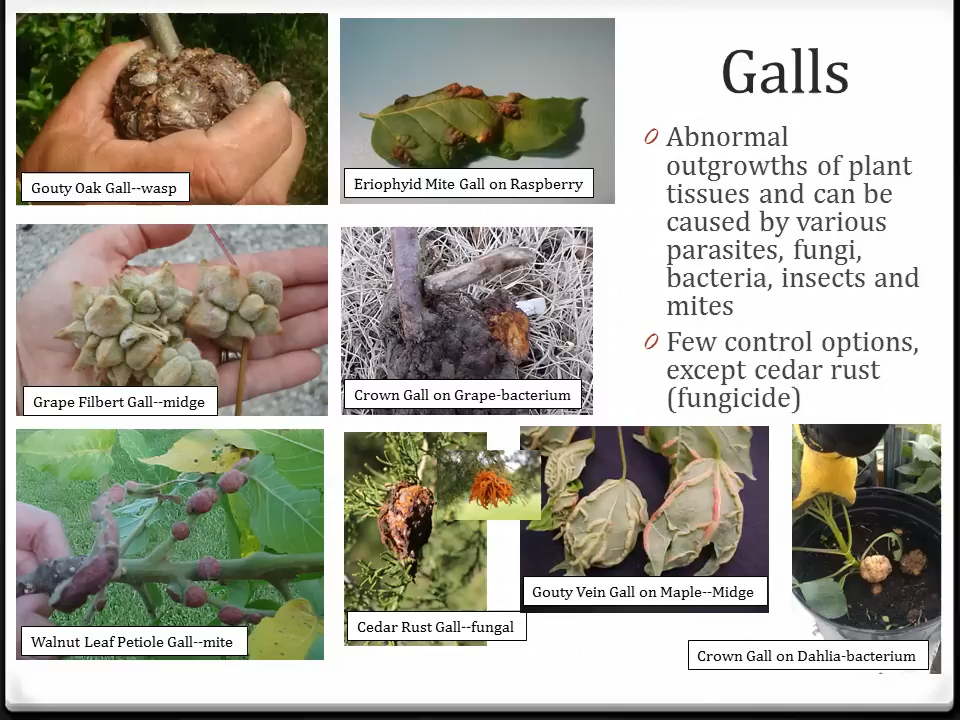 Galls
Abnormal
outgrowths of plant
tissues and can be
caused by various
parasites, fungi,
bacteria, insects and
mites
Few control options,
except cedar rust
(fungicide)
Gouty Oak Gall--wasp
Eriophyid Mite Gall on Raspberry
Grape Filbert Gall--midge
Crown Gall on Grape-bacterium
Walnut Leaf Petiole Gall--mite
Cedar Rust Gall--fungal
Gouty Vein Gall on Maple--Midge
Crown Gall on Dahlia-bacterium